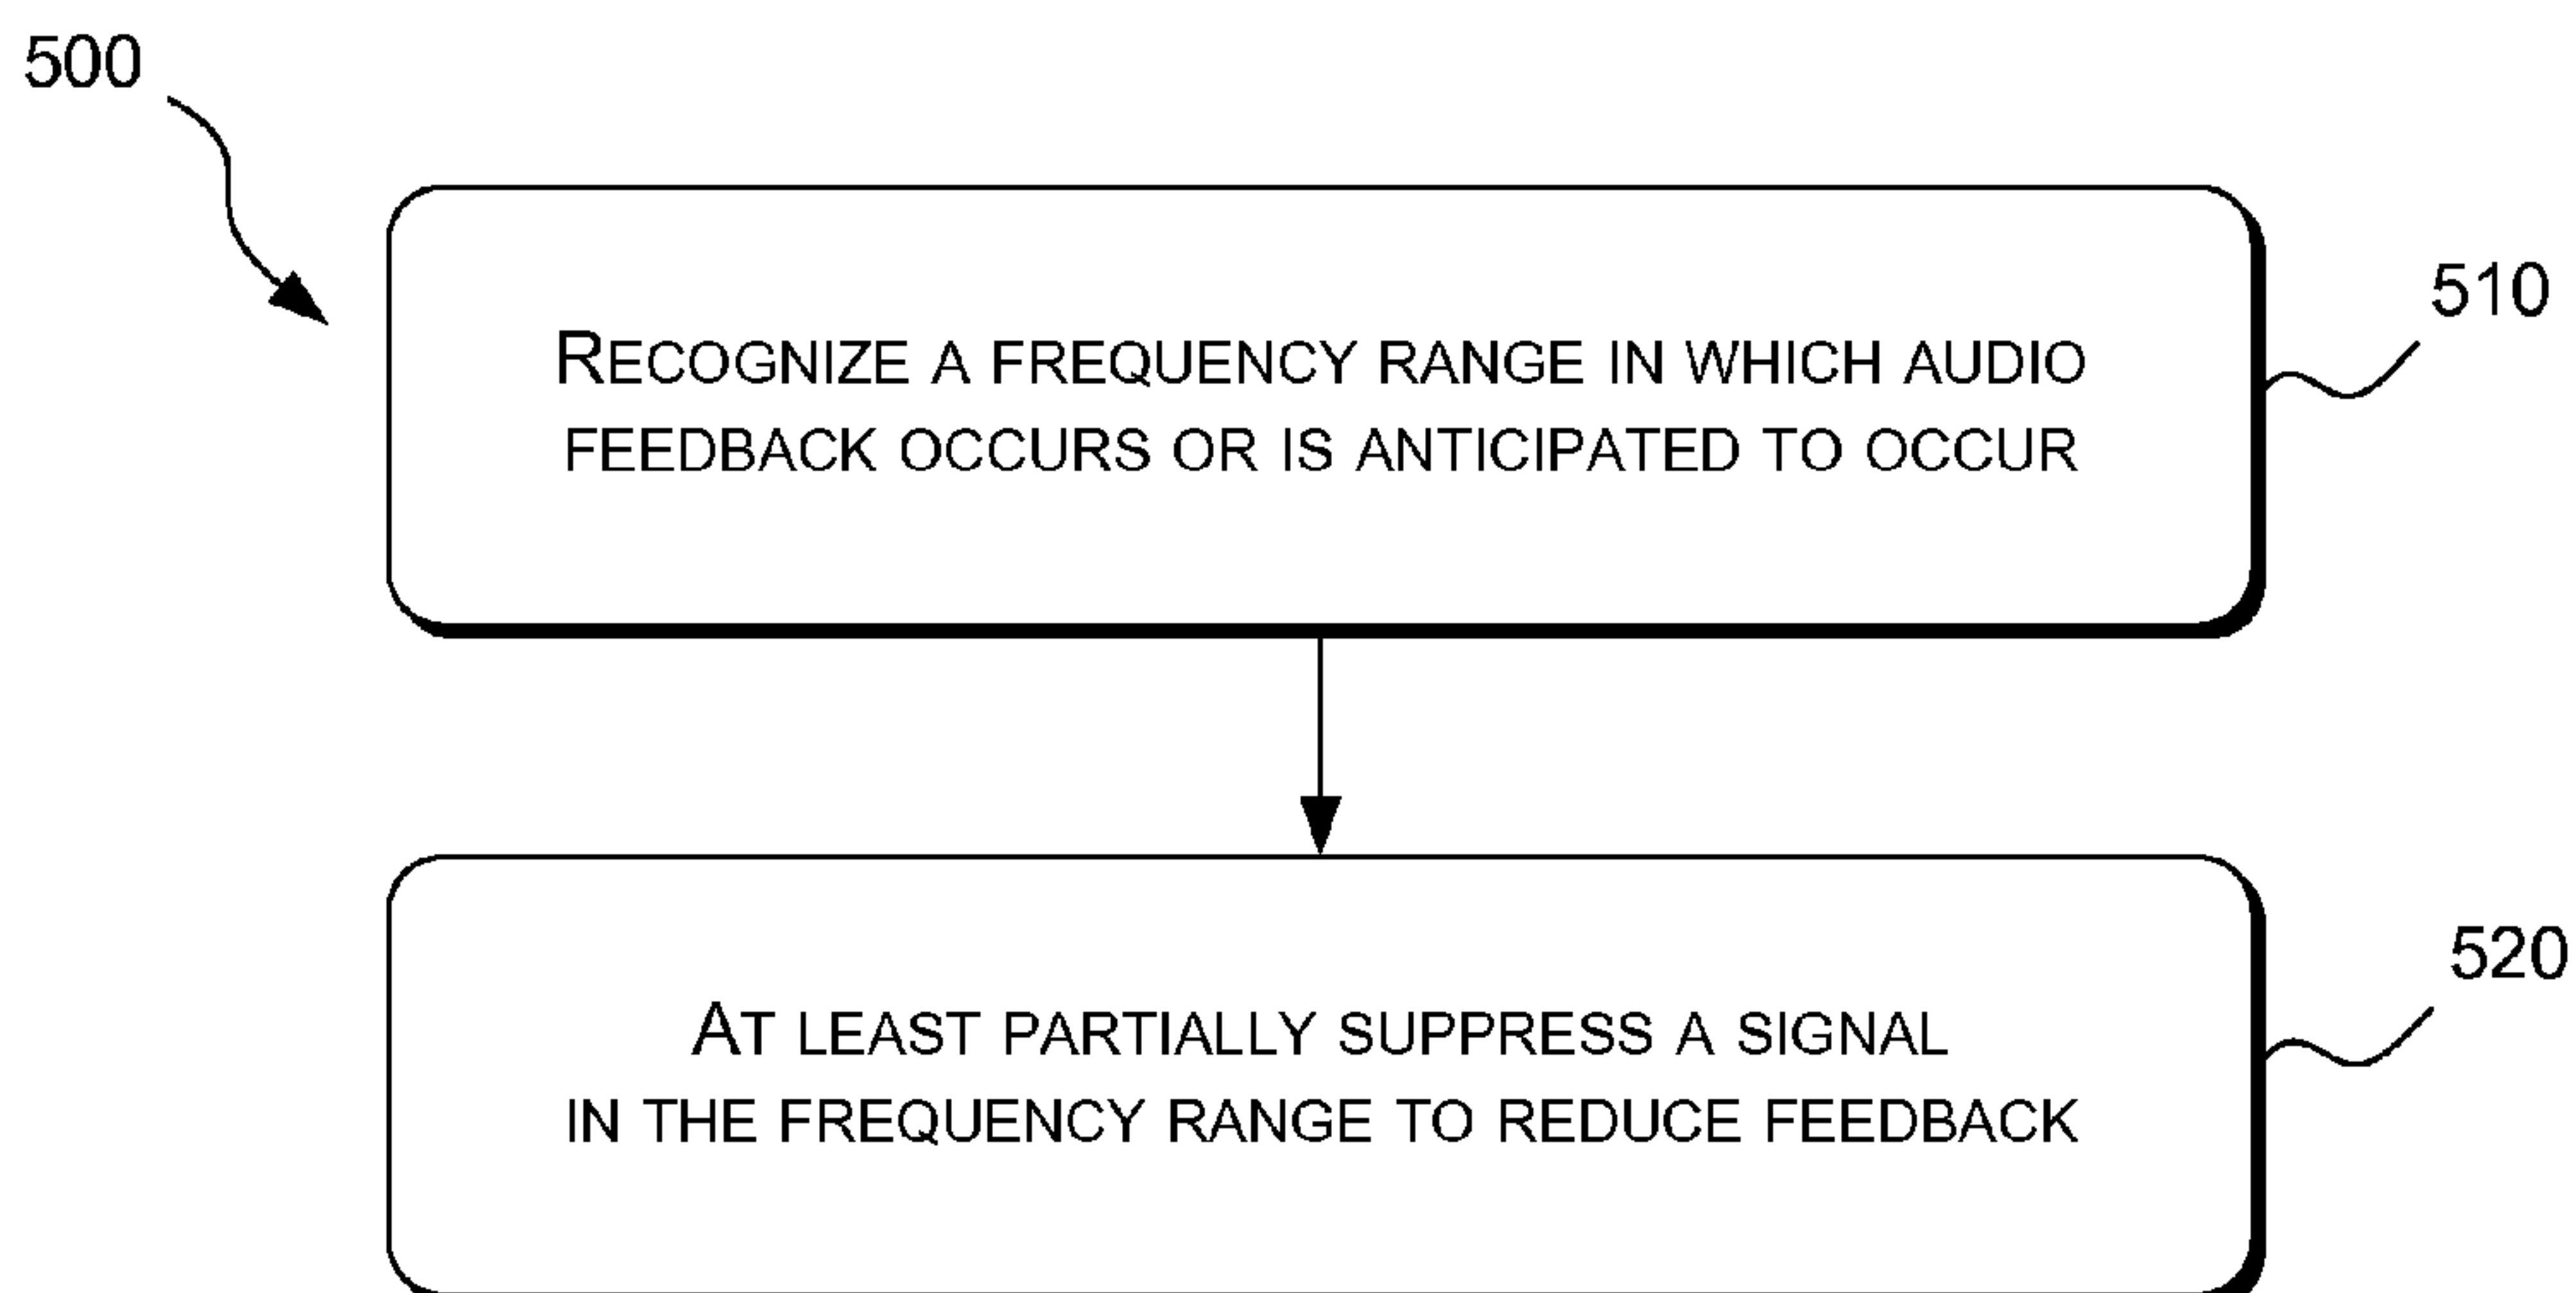 500
510
RECOGNIZE A FREQUENCY RANGE IN WHICH AUDIO
FEEDBACK OCCURS OR IS ANTICIPATED TO OCCUR
520
AT LEAST PARTIALLY SUPPRESS A SIGNAL
IN THE FREQUENCY RANGE TO REDUCE FEEDBACK